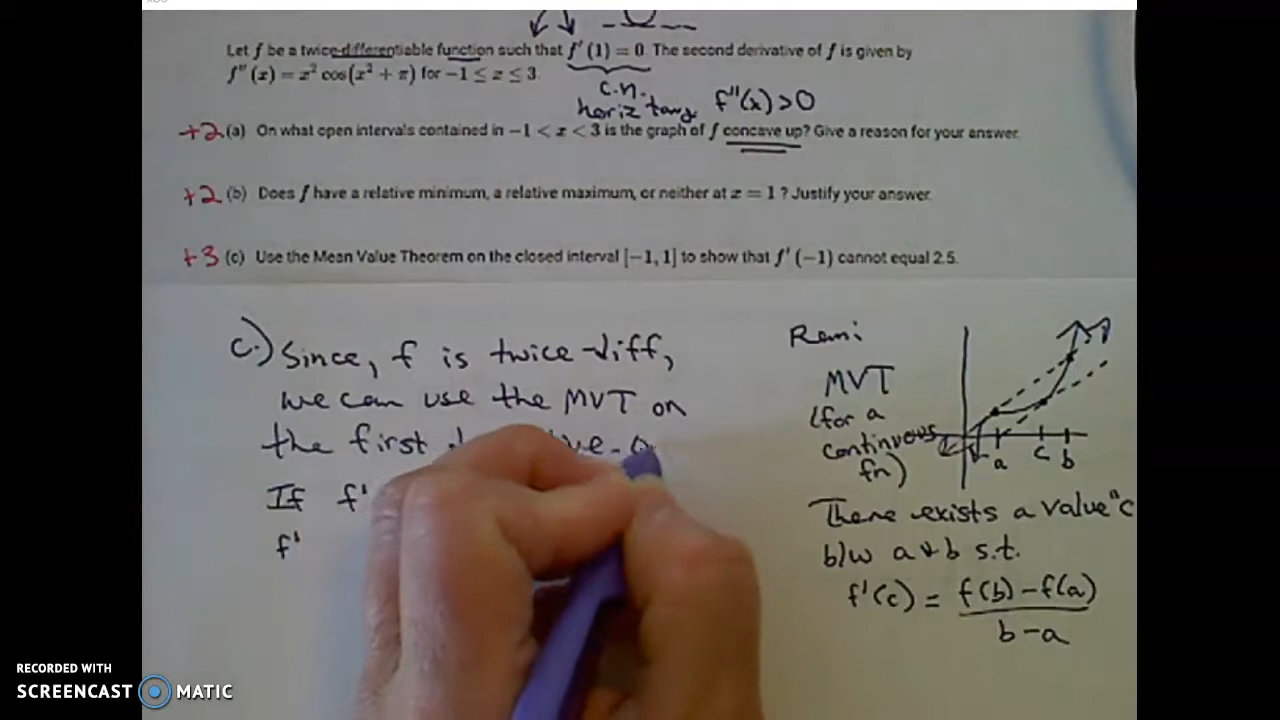 Let f be a twice-differentiable function such that f′(1) = 0. The second derivative of f is given by
f″(x) = x² cos(x² + π) for −1 ≤ x ≤ 3.
c.n.
horiz tang
f"(x)>0
+2 (a) On what open intervals contained in −1 < x < 3 is the graph of f concave up? Give a reason for your answer.
+2 (b) Does f have a relative minimum, a relative maximum, or neither at x = 1? Justify your answer.
+3 (c) Use the Mean Value Theorem on the closed interval [−1, 1] to show that f′(−1) cannot equal 2.5.
c.) Since, f is twice-diff,
we can use the MVT on
the first
If f'
f'
Rem:
MVT
(for a
continuous
fn)
a c b
There exists a value "c
b/w a & b s.t.
f'(c) = f(b)-f(a)
b-a
RECORDED WITH
SCREENCAST MATIC